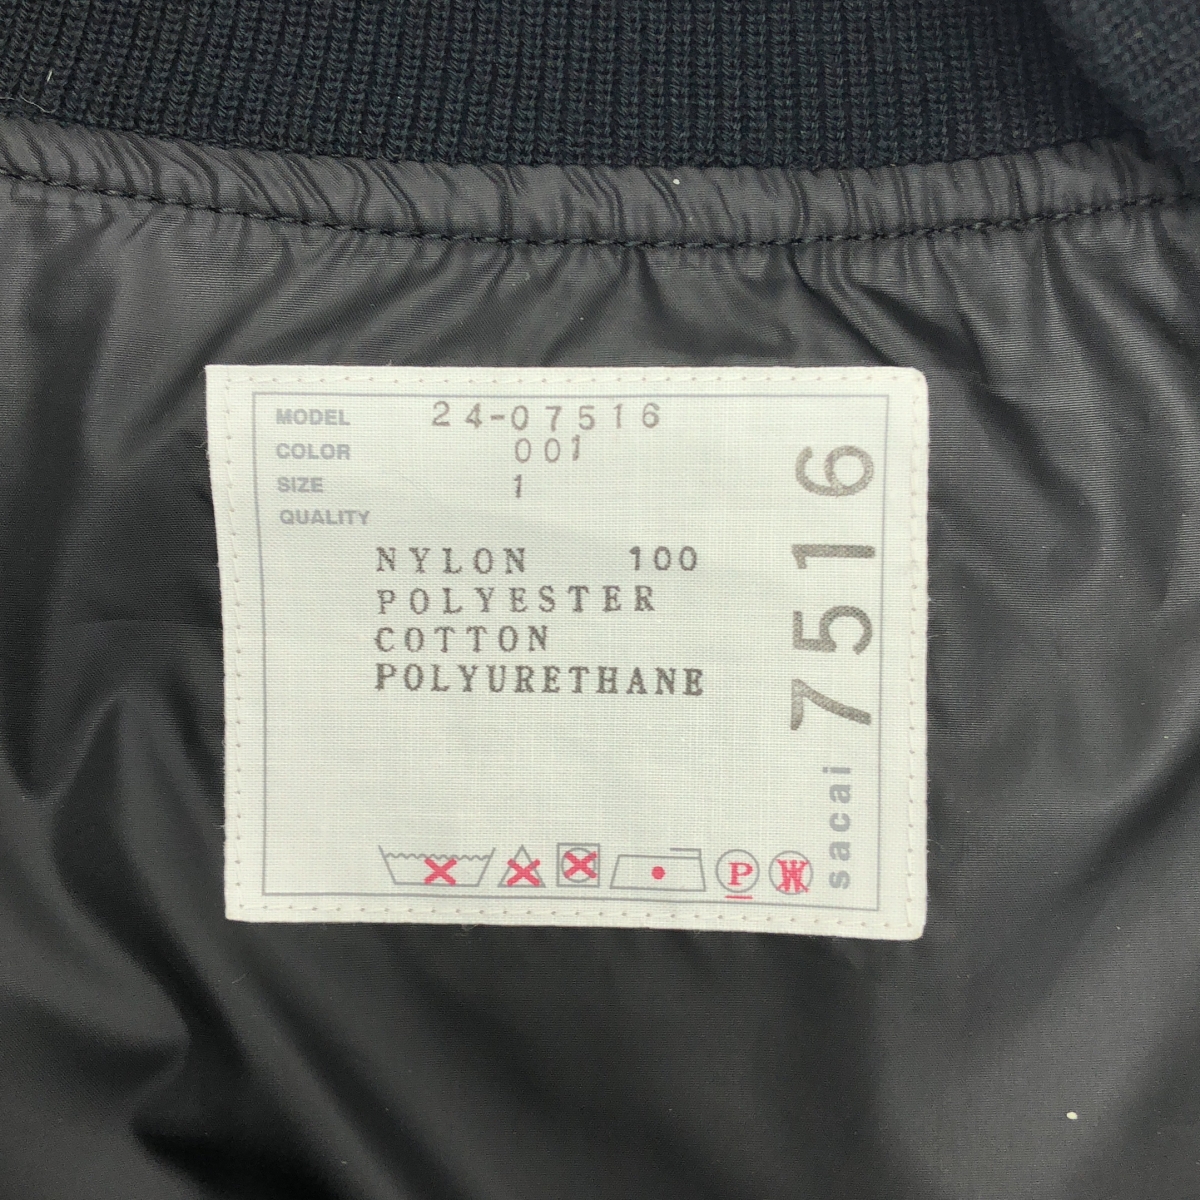 MODEL 24-07516
COLOR 001
SIZE 1
QUALITY
NYLON 100
POLYESTER
COTTON
POLYURETHANE
P W
sacai 7516